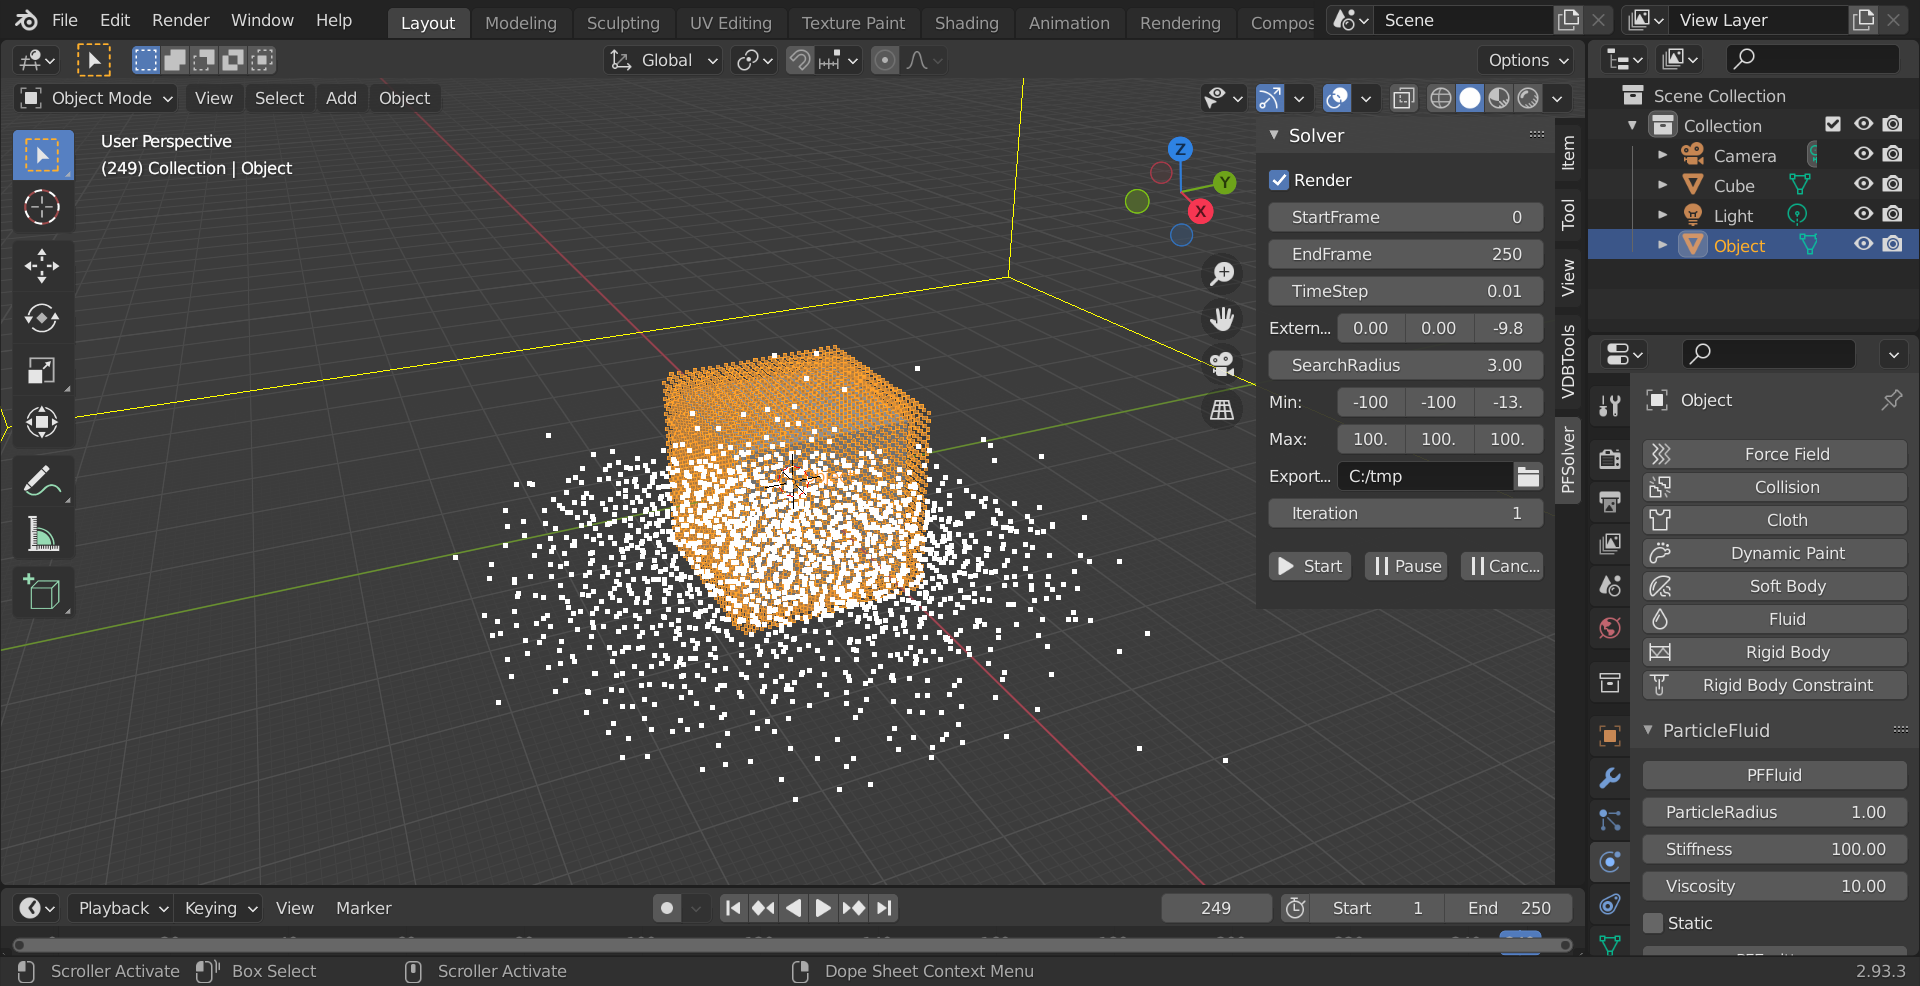 File Edit Render Window Help Layout Modeling Sculpting UV Editing Texture Paint Shading Animation Rendering Compos Scene View Layer
Global Options
Object Mode View Select Add Object
User Perspective
(249) Collection | Object
Z
Y
X
Solver
Render
StartFrame 0
EndFrame 250
TimeStep 0.01
Extern... 0.00 0.00 -9.8
SearchRadius 3.00
Min: -100 -100 -13.
Max: 100. 100. 100.
Export... C:/tmp
Iteration 1
Start Pause Canc...
Item
Tool
View
VDBTools
PFSolver
Scene Collection
Collection
Camera
Cube
Light
Object
Object
Force Field
Collision
Cloth
Dynamic Paint
Soft Body
Fluid
Rigid Body
Rigid Body Constraint
ParticleFluid
PFFluid
ParticleRadius 1.00
Stiffness 100.00
Viscosity 10.00
Static
Playback Keying View Marker 249 Start 1 End 250
Scroller Activate Box Select Scroller Activate Dope Sheet Context Menu 2.93.3